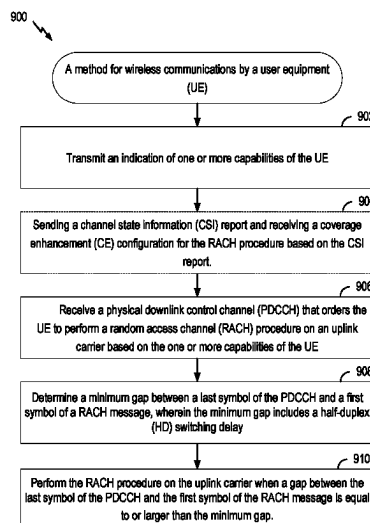 900
A method for wireless communications by a user equipment
(UE)
Transmit an indication of one or more capabilities of the UE
Sending a channel state information (CSI) report and receiving a coverage
enhancement (CE) configuration for the RACH procedure based on the CSI
report.
906
Receive a physical downlink control channel (PDCCH) that orders the
UE to perform a random access channel (RACH) procedure on an uplink
carrier based on the one or more capabilities of the UE
908
Determine a minimum gap between a last symbol of the PDCCH and a first
symbol of a RACH message, wherein the minimum gap includes a half-duplex
(HD) switching delay
910
Perform the RACH procedure on the uplink carrier when a gap between the
last symbol of the PDCCH and the first symbol of the RACH message is equal
to or larger than the minimum gap.